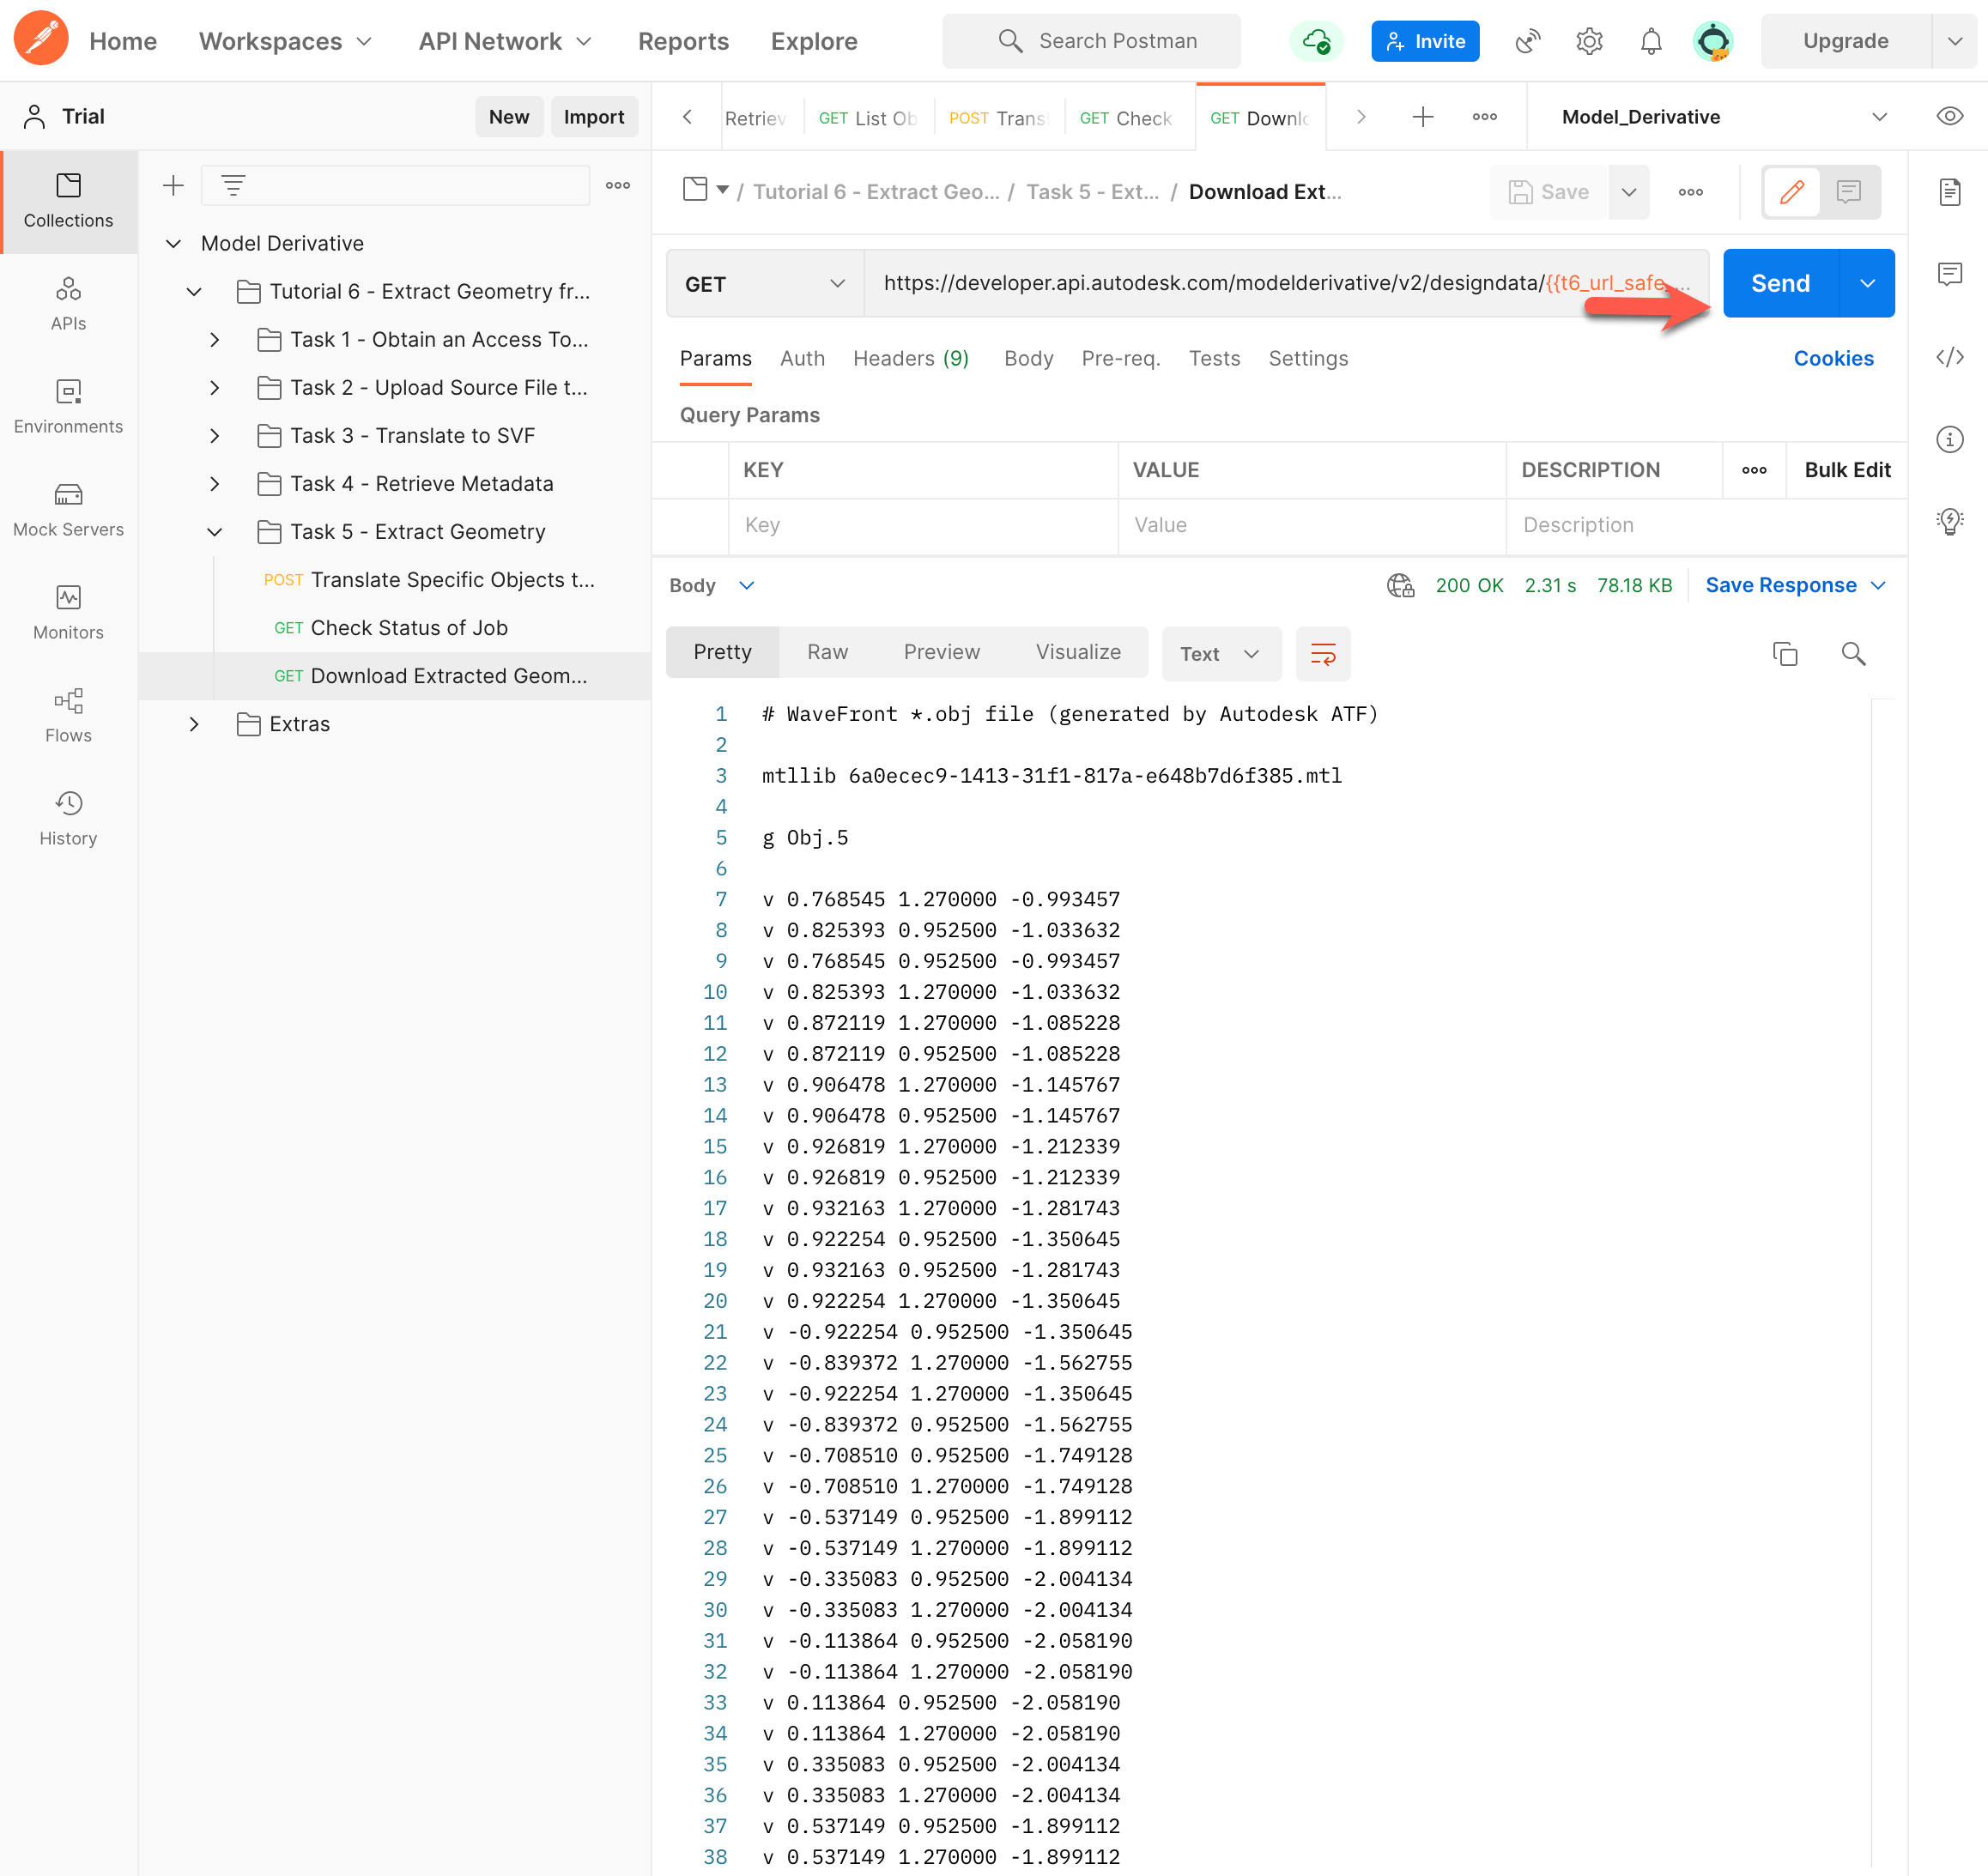 Home Workspaces API Network Reports Explore Search Postman Invite Upgrade
Trial New Import
Retriev GET List Ob POST Trans GET Check GET Downlo Model_Derivative
Collections
APIs
Environments
Mock Servers
Monitors
Flows
History
Model Derivative
Tutorial 6 - Extract Geometry fr...
Task 1 - Obtain an Access To...
Task 2 - Upload Source File t...
Task 3 - Translate to SVF
Task 4 - Retrieve Metadata
Task 5 - Extract Geometry
POST Translate Specific Objects t...
GET Check Status of Job
GET Download Extracted Geom...
Extras
/ Tutorial 6 - Extract Geo... / Task 5 - Ext... / Download Ext... Save
GET https://developer.api.autodesk.com/modelderivative/v2/designdata/{{t6_url_safe_... Send
Params Auth Headers (9) Body Pre-req. Tests Settings Cookies
Query Params
KEY VALUE DESCRIPTION Bulk Edit
Key Value Description
Body 200 OK 2.31 s 78.18 KB Save Response
Pretty Raw Preview Visualize Text
1 # WaveFront *.obj file (generated by Autodesk ATF)
2
3 mtllib 6a0ecec9-1413-31f1-817a-e648b7d6f385.mtl
4
5 g Obj.5
6
7 v 0.768545 1.270000 -0.993457
8 v 0.825393 0.952500 -1.033632
9 v 0.768545 0.952500 -0.993457
10 v 0.825393 1.270000 -1.033632
11 v 0.872119 1.270000 -1.085228
12 v 0.872119 0.952500 -1.085228
13 v 0.906478 1.270000 -1.145767
14 v 0.906478 0.952500 -1.145767
15 v 0.926819 1.270000 -1.212339
16 v 0.926819 0.952500 -1.212339
17 v 0.932163 1.270000 -1.281743
18 v 0.922254 0.952500 -1.350645
19 v 0.932163 0.952500 -1.281743
20 v 0.922254 1.270000 -1.350645
21 v -0.922254 0.952500 -1.350645
22 v -0.839372 1.270000 -1.562755
23 v -0.922254 1.270000 -1.350645
24 v -0.839372 0.952500 -1.562755
25 v -0.708510 0.952500 -1.749128
26 v -0.708510 1.270000 -1.749128
27 v -0.537149 0.952500 -1.899112
28 v -0.537149 1.270000 -1.899112
29 v -0.335083 0.952500 -2.004134
30 v -0.335083 1.270000 -2.004134
31 v -0.113864 0.952500 -2.058190
32 v -0.113864 1.270000 -2.058190
33 v 0.113864 0.952500 -2.058190
34 v 0.113864 1.270000 -2.058190
35 v 0.335083 0.952500 -2.004134
36 v 0.335083 1.270000 -2.004134
37 v 0.537149 0.952500 -1.899112
38 v 0.537149 1.270000 -1.899112